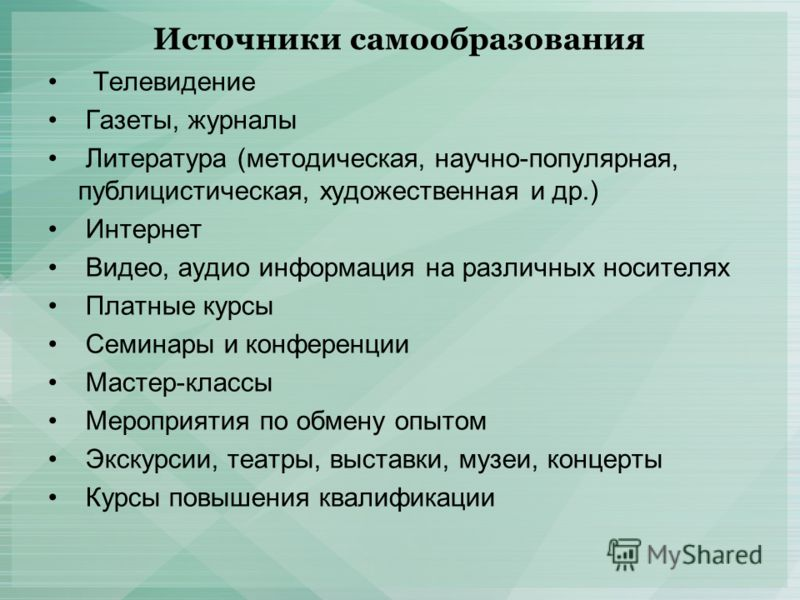 Источники самообразования
• Телевидение
• Газеты, журналы
• Литература (методическая, научно-популярная,
публицистическая, художественная и др.)
• Интернет
• Видео, аудио информация на различных носителях
• Платные курсы
• Семинары и конференции
• Мастер-классы
• Мероприятия по обмену опытом
• Экскурсии, театры, выставки, музеи, концерты
• Курсы повышения квалификации
MyShared